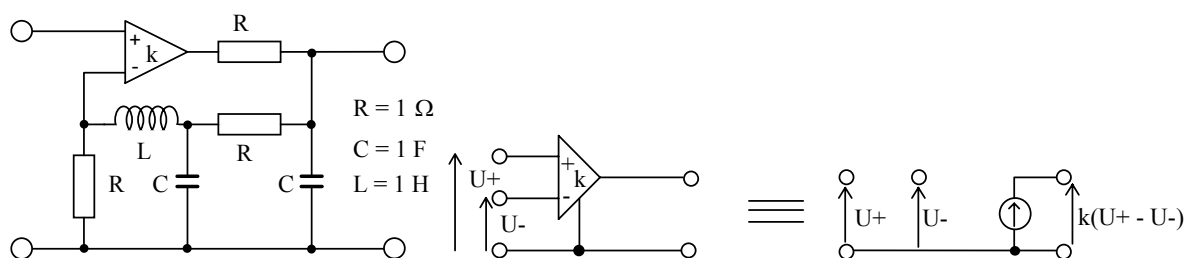 R
+
k
-
L
R
R
C
C
R = 1 Ω
C = 1 F
L = 1 H
U+
U-
+
k
-
U+
U-
k(U+ - U-)